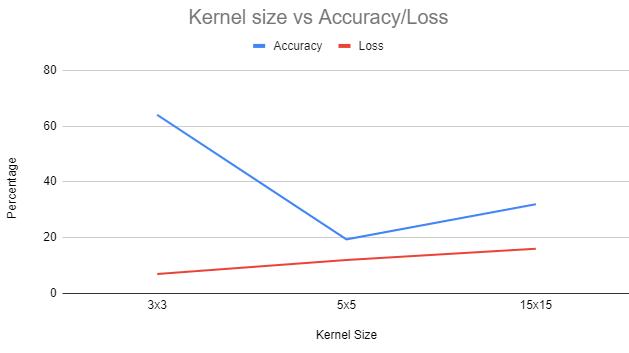 Kernel size vs Accuracy/Loss
Accuracy Loss
80
60
40
20
0
Percentage
3x3 5x5 15x15
Kernel Size